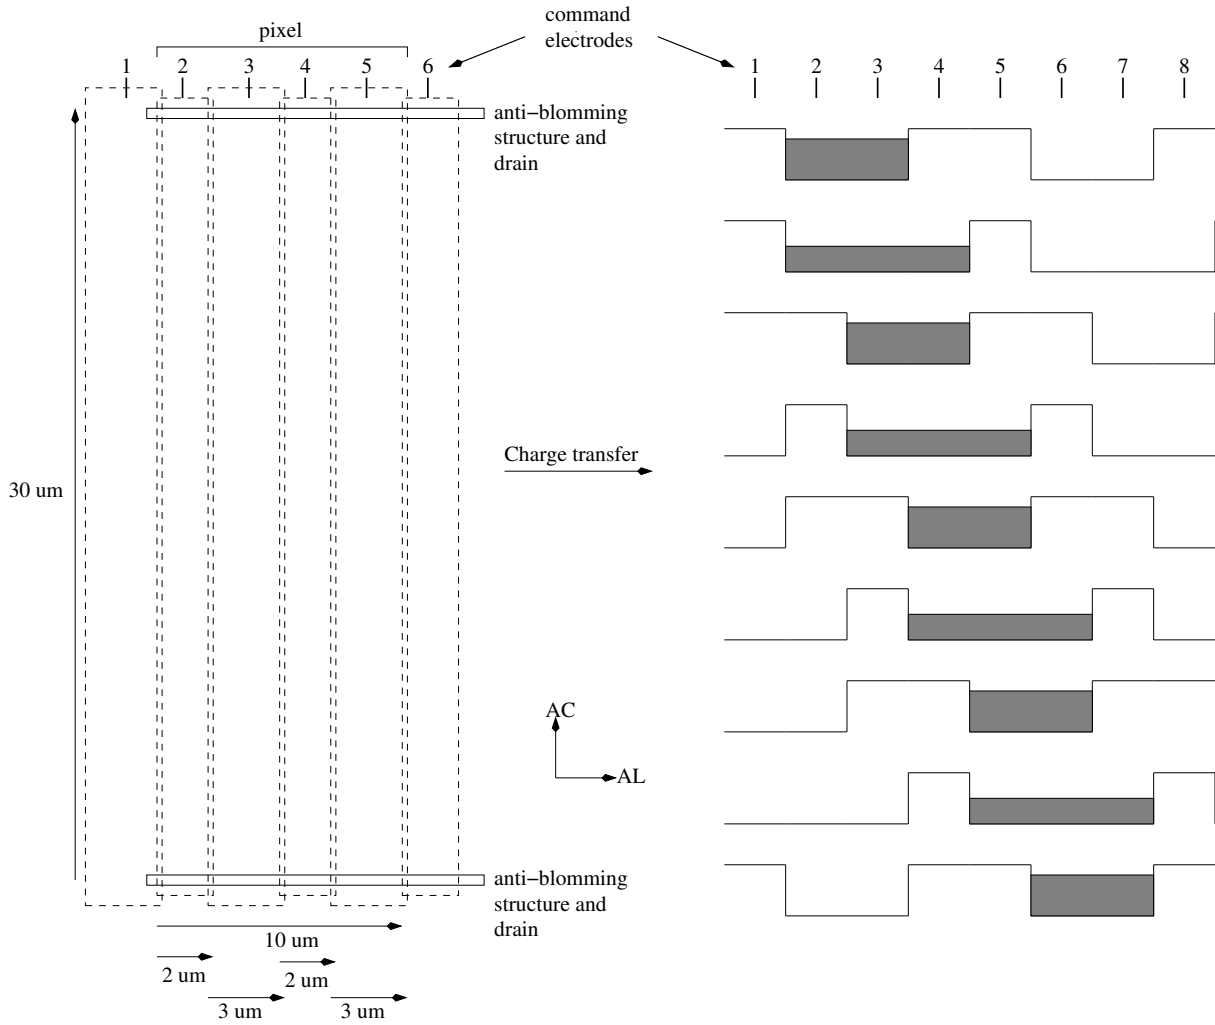 command
electrodes
pixel
1 2 3 4 5 6
1 2 3 4 5 6 7 8
anti−blomming
structure and
drain
Charge transfer
30 um
AC
AL
anti−blomming
structure and
drain
10 um
2 um
2 um
3 um
3 um